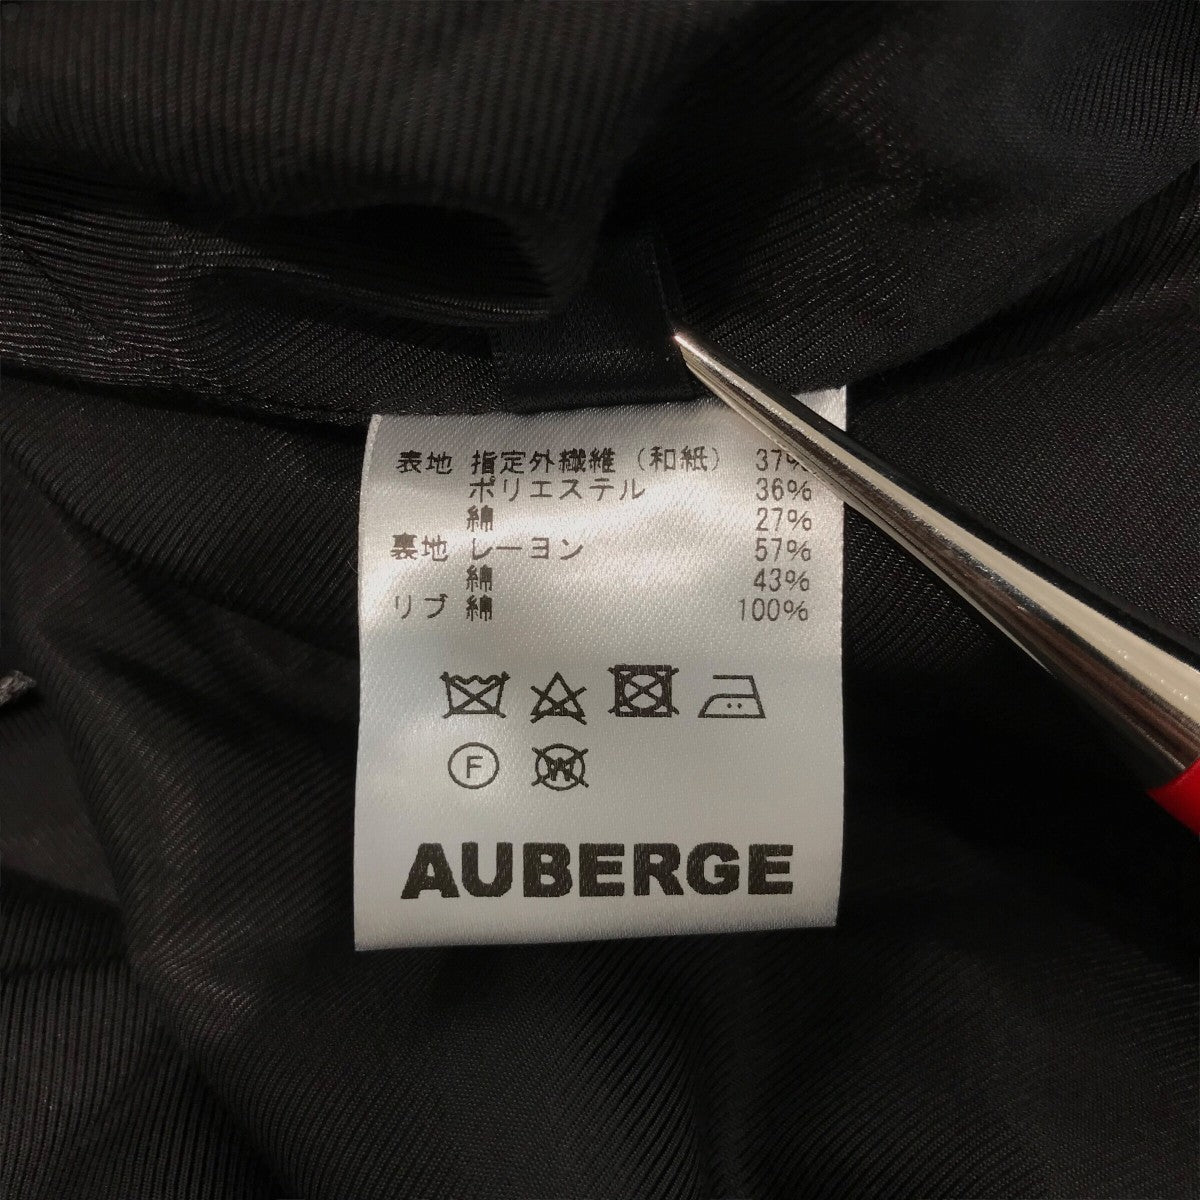 表地 指定外繊維（和紙） 37%
ポリエステル 36%
綿 27%
裏地 レーヨン 57%
綿 43%
リブ 綿 100%
F W
AUBERGE